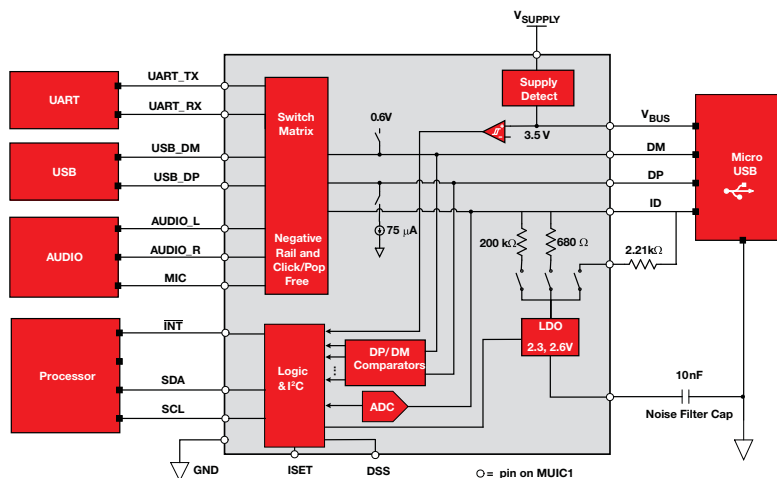 V SUPPLY
UART
UART_TX
UART_RX
Switch
Matrix
Supply
Detect
0.6V
3.5 V
VBUS
Micro
USB
USB
USB_DM
USB_DP
DM
DP
ID
AUDIO
AUDIO_L
AUDIO_R
MIC
Negative
Rail and
Click/Pop
Free
75 µA
200 kΩ
680 Ω
2.21kΩ
Processor
INT
SDA
SCL
Logic
& I²C
DP/ DM
Comparators
ADC
LDO
2.3, 2.6V
10nF
Noise Filter Cap
GND
ISET
DSS
= pin on MUIC1